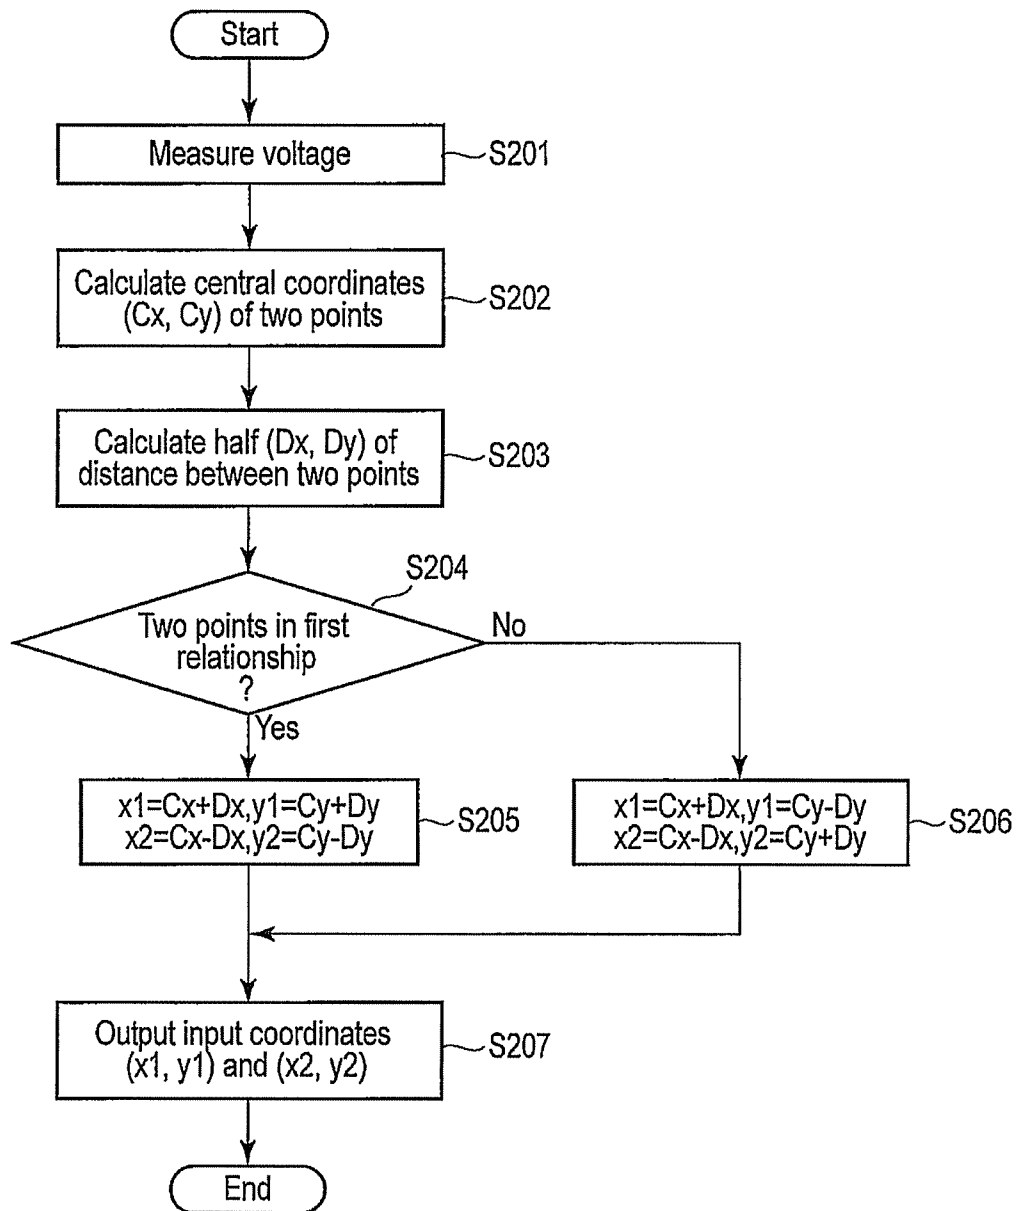 Start
Measure voltage
S201
Calculate central coordinates
(Cx, Cy) of two points
S202
Calculate half (Dx, Dy) of
distance between two points
S203
S204
Two points in first
relationship
?
No
Yes
x1=Cx+Dx,y1=Cy+Dy
x2=Cx-Dx,y2=Cy-Dy
S205
x1=Cx+Dx,y1=Cy-Dy
x2=Cx-Dx,y2=Cy+Dy
S206
Output input coordinates
(x1, y1) and (x2, y2)
S207
End